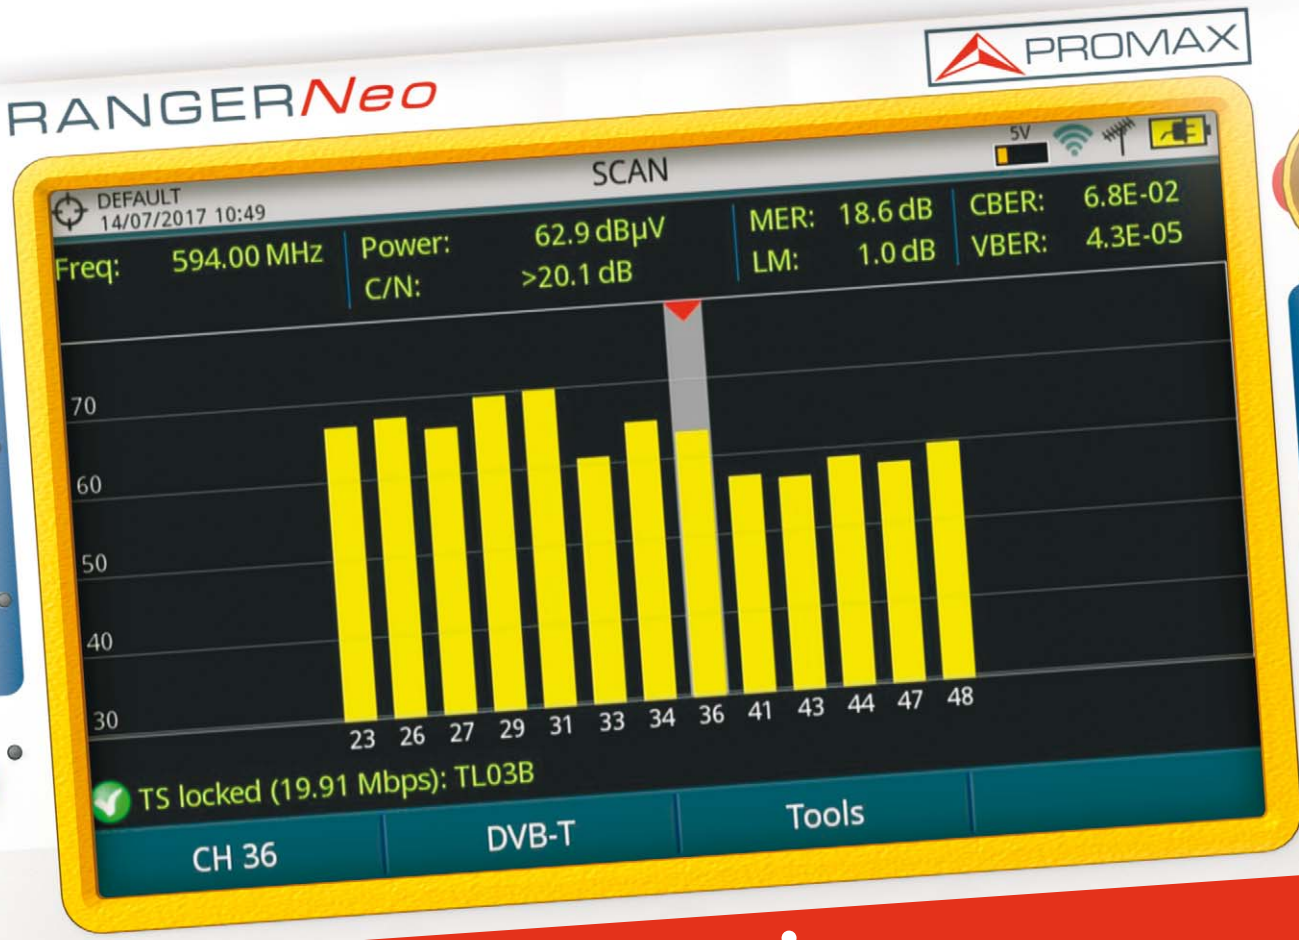 RANGERNeo
PROMAX
DEFAULT
14/07/2017 10:49
SCAN
5V
Freq: 594.00 MHz
Power: 62.9 dBµV
C/N: >20.1 dB
MER: 18.6 dB
LM: 1.0 dB
CBER: 6.8E-02
VBER: 4.3E-05
70
60
50
40
30
23 26 27 29 31 33 34 36 41 43 44 47 48
TS locked (19.91 Mbps): TL03B
CH 36 DVB-T Tools